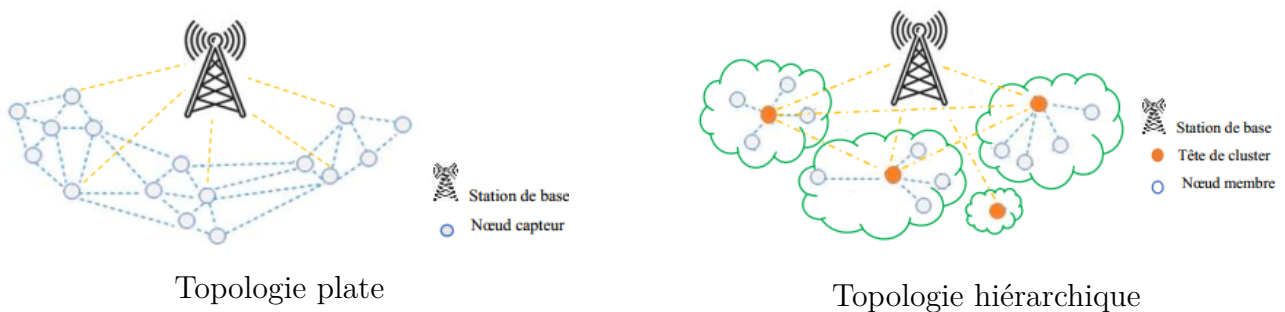 Station de base
Nœud capteur
Topologie plate
Station de base
Tête de cluster
Nœud membre
Topologie hiérarchique